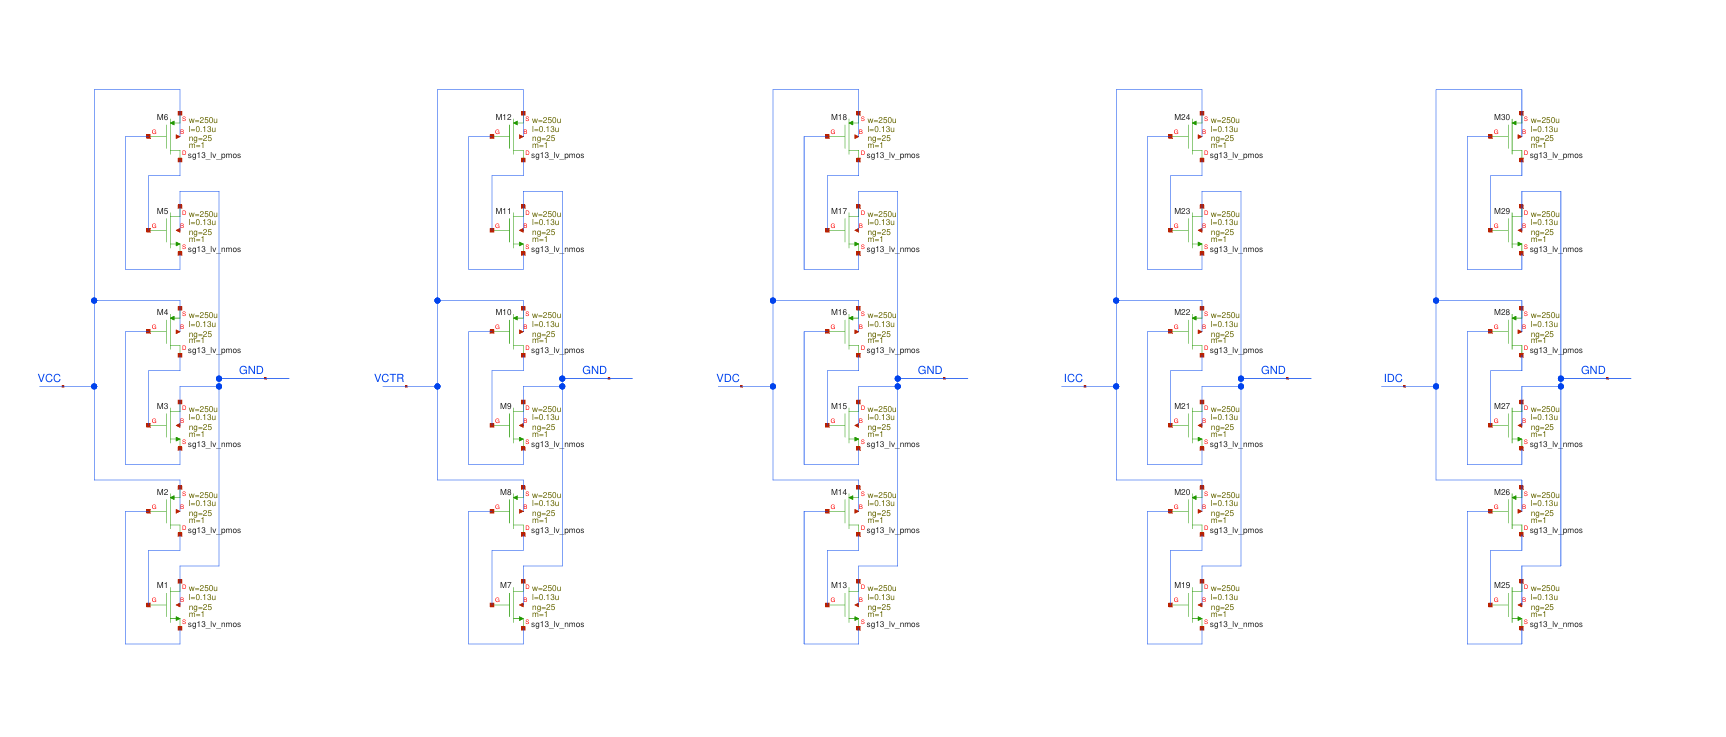 M6
w=250u
S
l=0.13u
G
B
ng=25
m=1
D
sg13_lv_pmos
M5
D
w=250u
l=0.13u
G
B
ng=25
m=1
S
sg13_lv_nmos
M4
S
w=250u
l=0.13u
G
B
ng=25
m=1
D
sg13_lv_pmos
VCC
GND
M3
D
w=250u
l=0.13u
G
B
ng=25
m=1
S
sg13_lv_nmos
M2
S
w=250u
l=0.13u
G
B
ng=25
m=1
D
sg13_lv_pmos
M1
D
w=250u
l=0.13u
G
B
ng=25
m=1
S
sg13_lv_nmos
M12
S
w=250u
l=0.13u
G
B
ng=25
m=1
D
sg13_lv_pmos
M11
D
w=250u
l=0.13u
G
B
ng=25
m=1
S
sg13_lv_nmos
M10
S
w=250u
l=0.13u
G
B
ng=25
m=1
D
sg13_lv_pmos
VCTR
GND
M9
D
w=250u
l=0.13u
G
B
ng=25
m=1
S
sg13_lv_nmos
M8
S
w=250u
l=0.13u
G
B
ng=25
m=1
D
sg13_lv_pmos
M7
D
w=250u
l=0.13u
G
B
ng=25
m=1
S
sg13_lv_nmos
M18
S
w=250u
l=0.13u
G
B
ng=25
m=1
D
sg13_lv_pmos
M17
D
w=250u
l=0.13u
G
B
ng=25
m=1
S
sg13_lv_nmos
M16
S
w=250u
l=0.13u
G
B
ng=25
m=1
D
sg13_lv_pmos
VDC
GND
M15
D
w=250u
l=0.13u
G
B
ng=25
m=1
S
sg13_lv_nmos
M14
S
w=250u
l=0.13u
G
B
ng=25
m=1
D
sg13_lv_pmos
M13
D
w=250u
l=0.13u
G
B
ng=25
m=1
S
sg13_lv_nmos
M24
S
w=250u
l=0.13u
G
B
ng=25
m=1
D
sg13_lv_pmos
M23
D
w=250u
l=0.13u
G
B
ng=25
m=1
S
sg13_lv_nmos
M22
S
w=250u
l=0.13u
G
B
ng=25
m=1
D
sg13_lv_pmos
ICC
GND
M21
D
w=250u
l=0.13u
G
B
ng=25
m=1
S
sg13_lv_nmos
M20
S
w=250u
l=0.13u
G
B
ng=25
m=1
D
sg13_lv_pmos
M19
D
w=250u
l=0.13u
G
B
ng=25
m=1
S
sg13_lv_nmos
M30
S
w=250u
l=0.13u
G
B
ng=25
m=1
D
sg13_lv_pmos
M29
D
w=250u
l=0.13u
G
B
ng=25
m=1
S
sg13_lv_nmos
M28
S
w=250u
l=0.13u
G
B
ng=25
m=1
D
sg13_lv_pmos
IDC
GND
M27
D
w=250u
l=0.13u
G
B
ng=25
m=1
S
sg13_lv_nmos
M26
S
w=250u
l=0.13u
G
B
ng=25
m=1
D
sg13_lv_pmos
M25
D
w=250u
l=0.13u
G
B
ng=25
m=1
S
sg13_lv_nmos